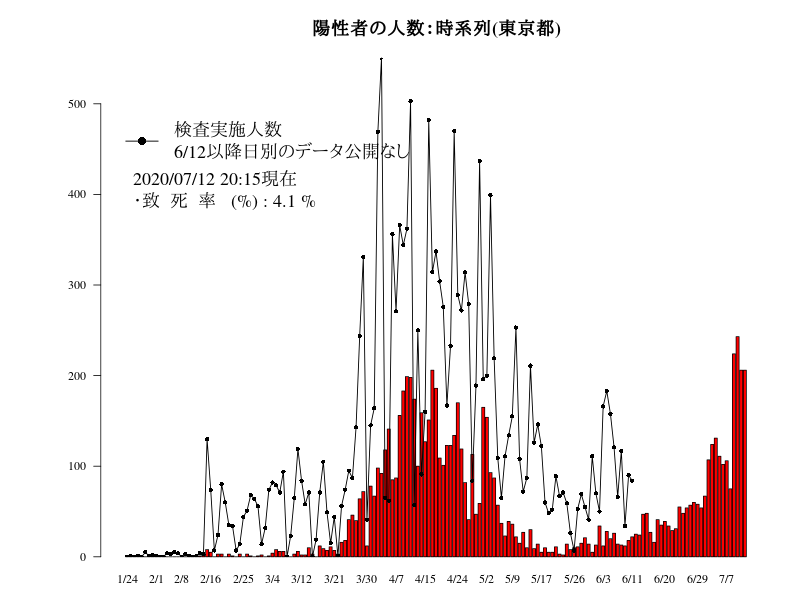 陽性者の人数：時系列(東京都)
検査実施人数
6/12以降日別のデータ公開なし
2020/07/12 20:15現在
・致 死 率 (%) : 4.1 %
500
400
300
200
100
0
1/24 2/1 2/8 2/16 2/25 3/4 3/12 3/21 3/30 4/7 4/15 4/24 5/2 5/9 5/17 5/26 6/3 6/11 6/20 6/29 7/7